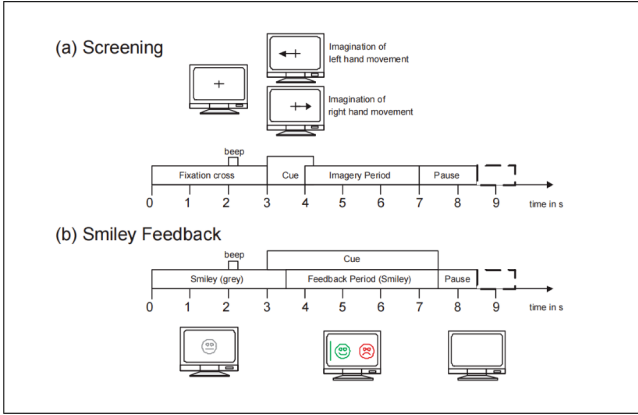 (a) Screening
Imagination of
left hand movement
Imagination of
right hand movement
beep
Fixation cross
Cue
Imagery Period
Pause
0 1 2 3 4 5 6 7 8 9 time in s
(b) Smiley Feedback
beep
Cue
Smiley (grey)
Feedback Period (Smiley)
Pause
0 1 2 3 4 5 6 7 8 9 time in s